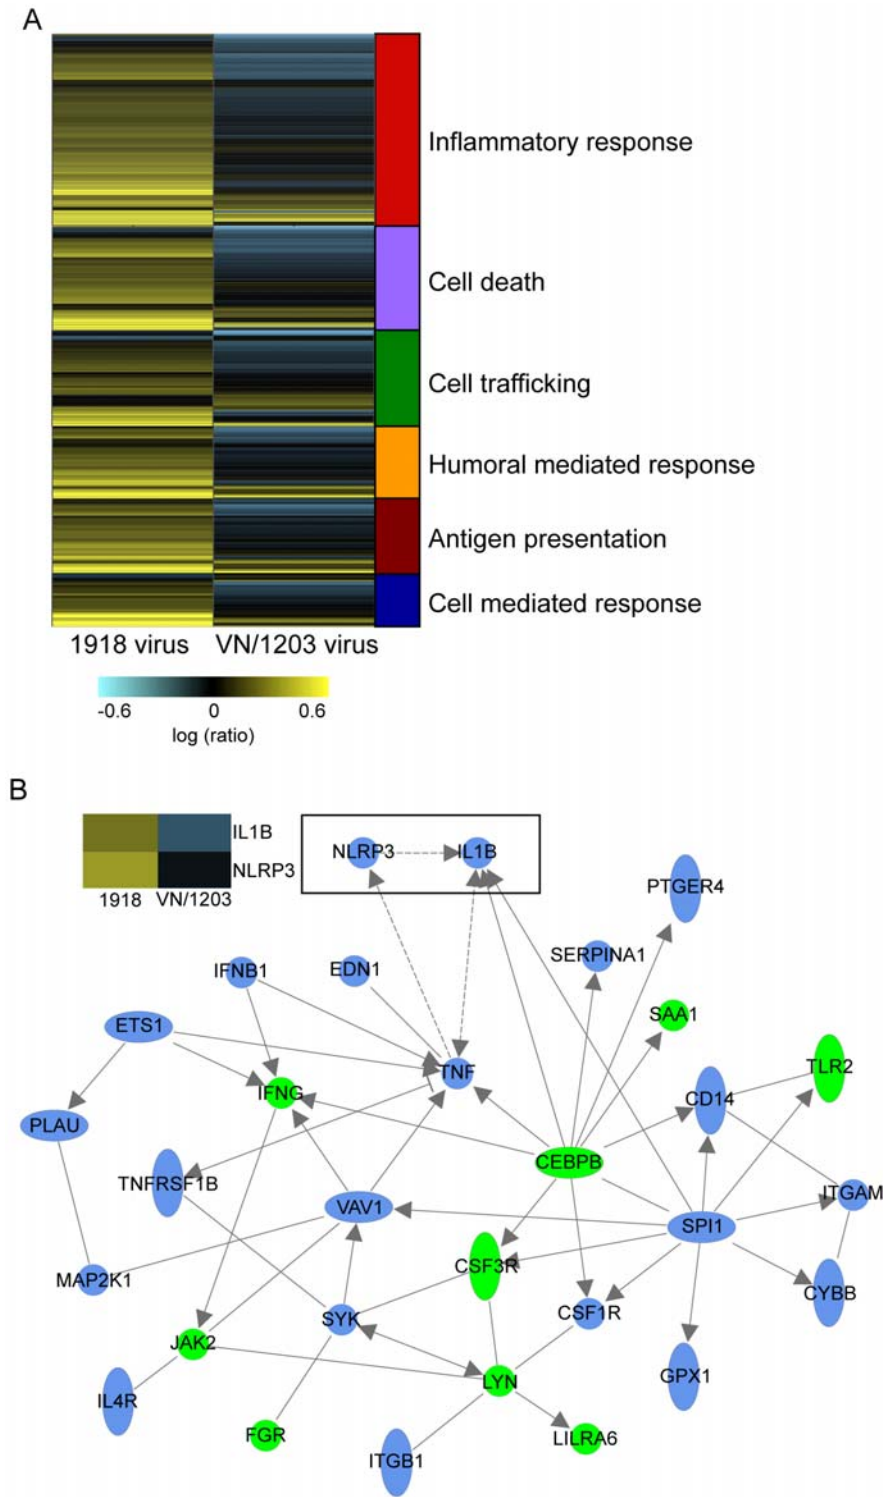 A
Inflammatory response
Cell death
Cell trafficking
Humoral mediated response
Antigen presentation
Cell mediated response
1918 virus VN/1203 virus
-0.6 0 0.6
log (ratio)
B
IL1B
NLRP3
1918 VN/1203
NLRP3 IL1B
PTGER4
SERPINA1
IFNB1 EDN1
SAA1
ETS1
TNF
TLR2
IFNG
CD14
PLAU
CEBPB
TNFRSF1B
ITGAM
VAV1
SPI1
CSF3R
MAP2K1
CYBB
SYK
CSF1R
JAK2
GPX1
LYN
IL4R
FGR
LILRA6
ITGB1